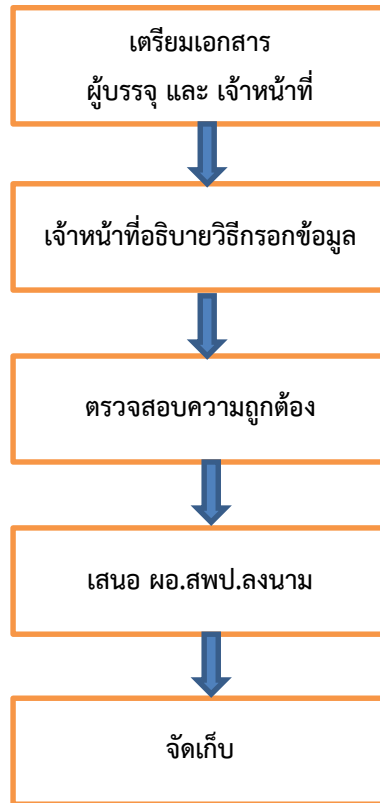 เตรียมเอกสาร
ผู้บรรจุ และ เจ้าหน้าที่
เจ้าหน้าที่อธิบายวิธีกรอกข้อมูล
ตรวจสอบความถูกต้อง
เสนอ ผอ.สพป.ลงนาม
จัดเก็บ